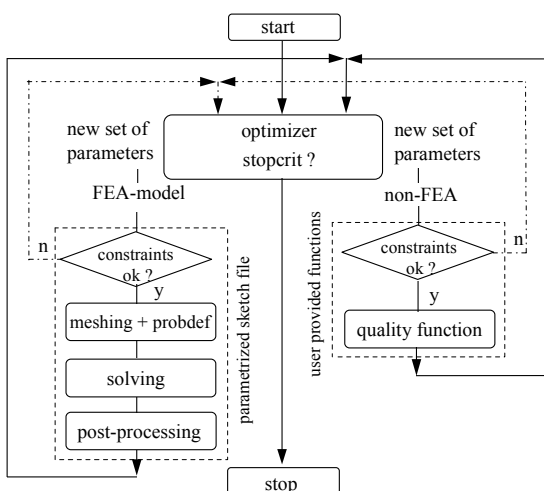 start
optimizer
stopcrit ?
new set of
parameters
FEA-model
n
constraints
ok ?
y
meshing + probdef
solving
post-processing
parametrized sketch file
new set of
parameters
non-FEA
constraints
ok ?
n
y
quality function
user provided functions
stop